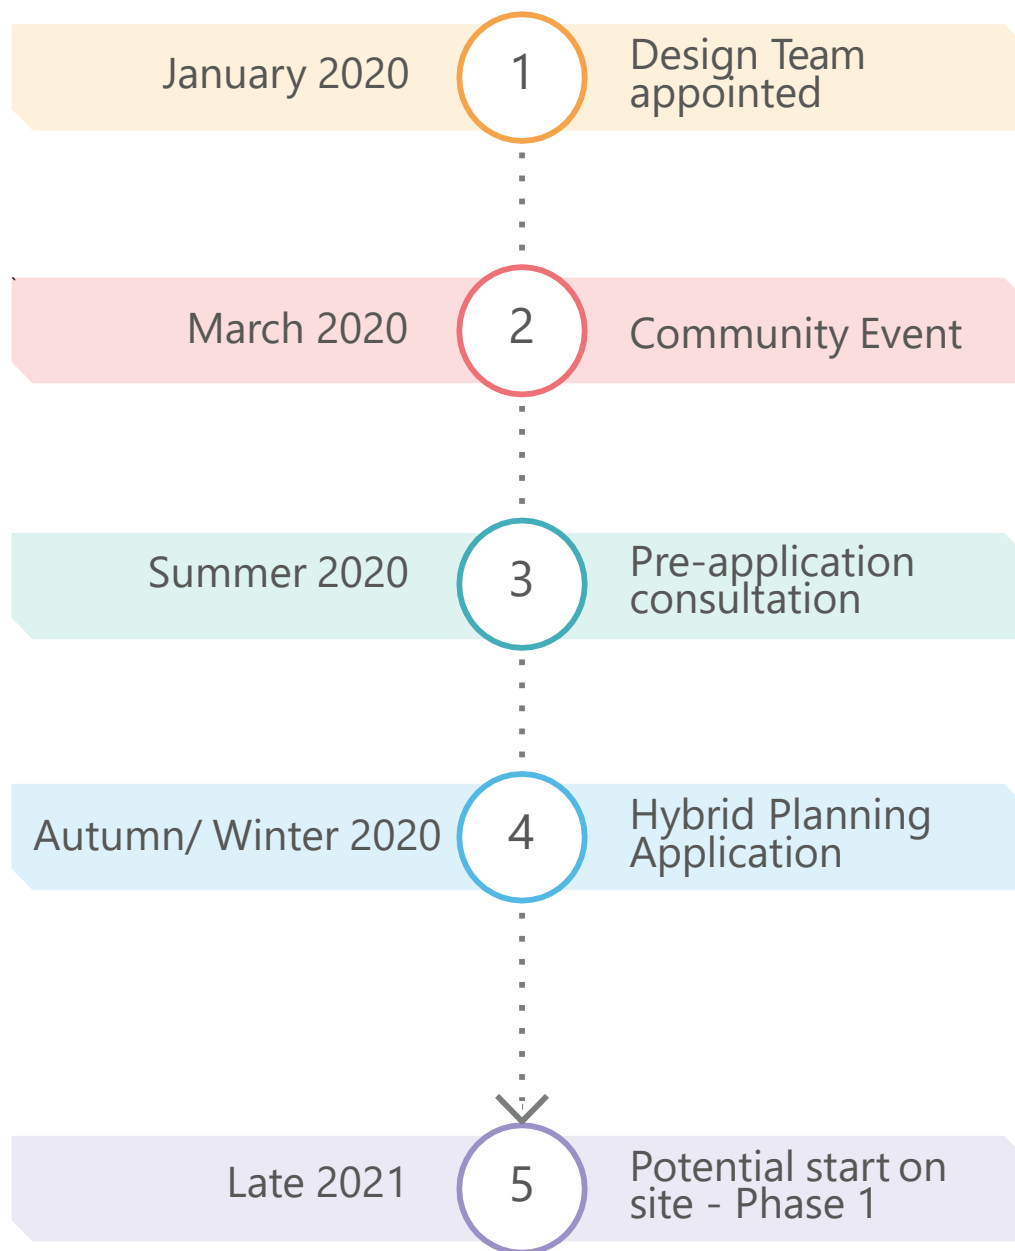 January 2020
1
Design Team
appointed
March 2020
2
Community Event
Summer 2020
3
Pre-application
consultation
Autumn/ Winter 2020
4
Hybrid Planning
Application
Late 2021
5
Potential start on
site - Phase 1